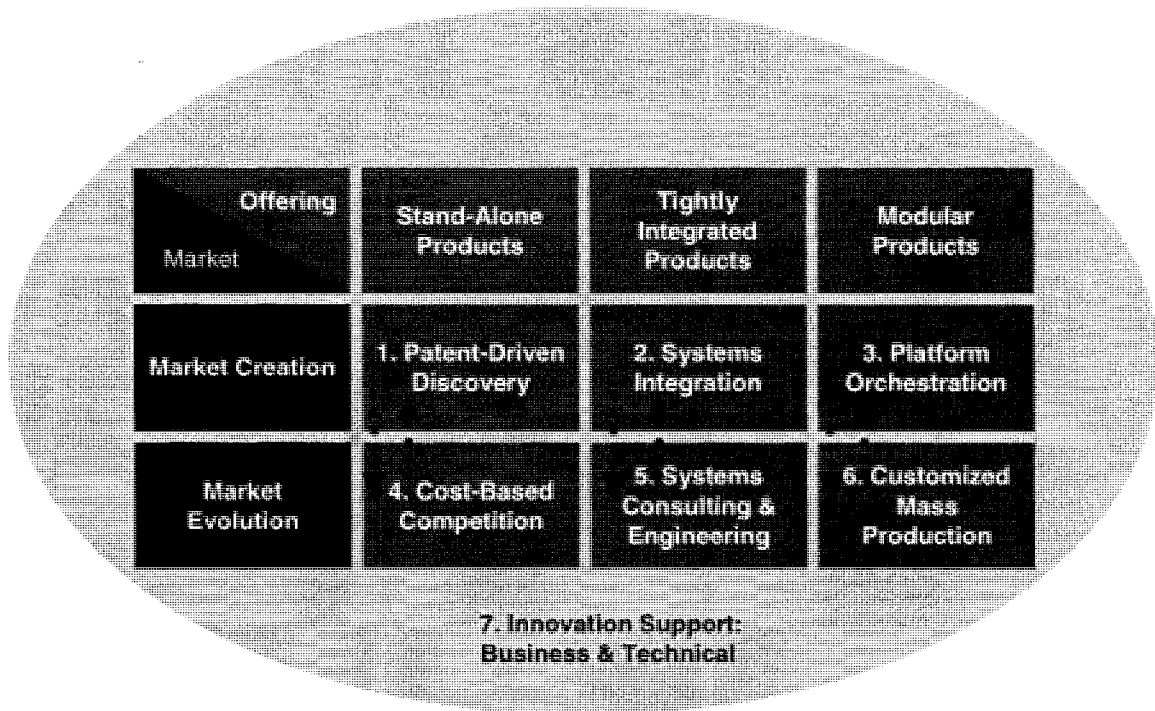 Offering
Market
Stand-Alone
Products
Tightly
Integrated
Products
Modular
Products
Market Creation
1. Patent-Driven
Discovery
2. Systems
Integration
3. Platform
Orchestration
Market
Evolution
4. Cost-Based
Competition
5. Systems
Consulting &
Engineering
6. Customized
Mass
Production
7. Innovation Support:
Business & Technical